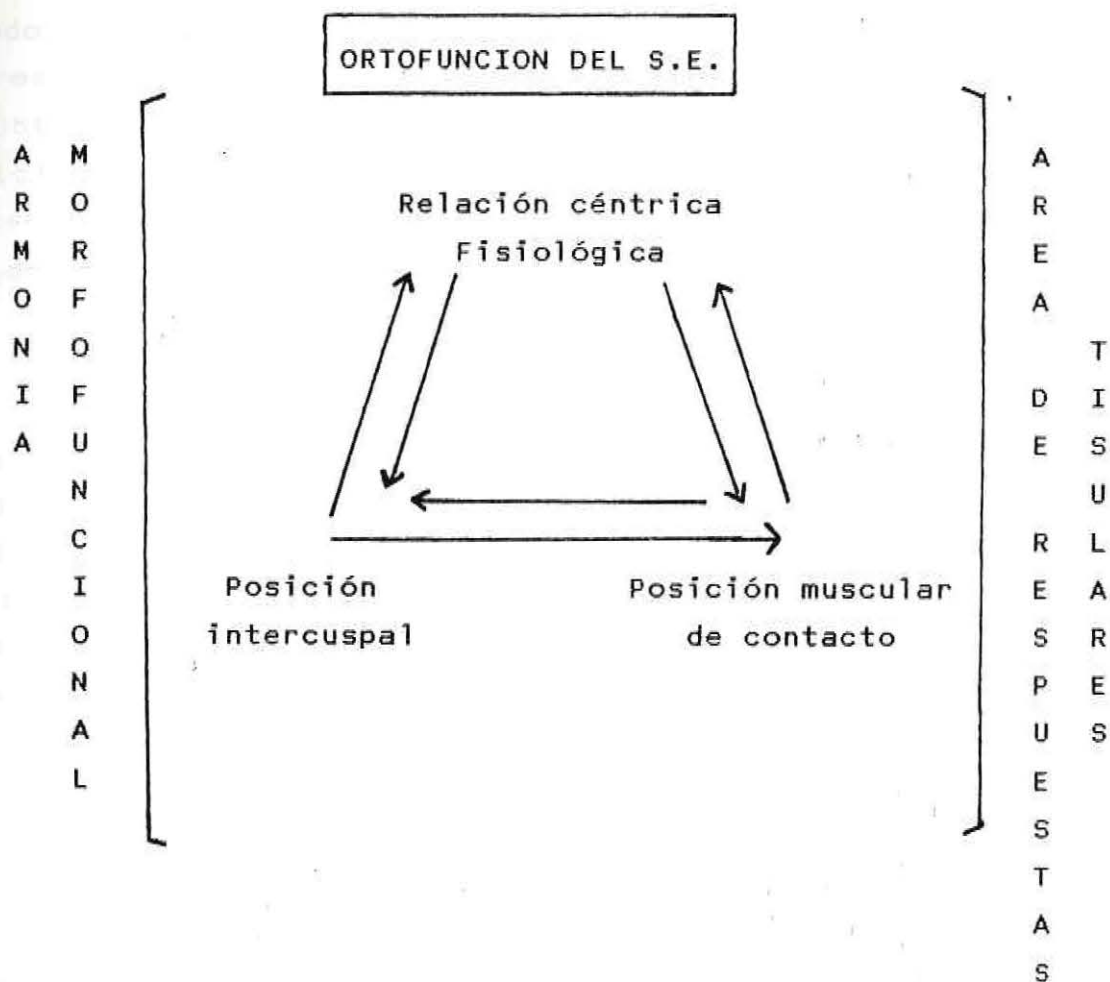 ORTOFUNCION DEL S.E.
ARMONIA
MORFOFUNCIONAL
Relación céntrica
Fisiológica
Posición
intercuspal
Posición muscular
de contacto
AREA DE RESPUESTAS
TISULARES